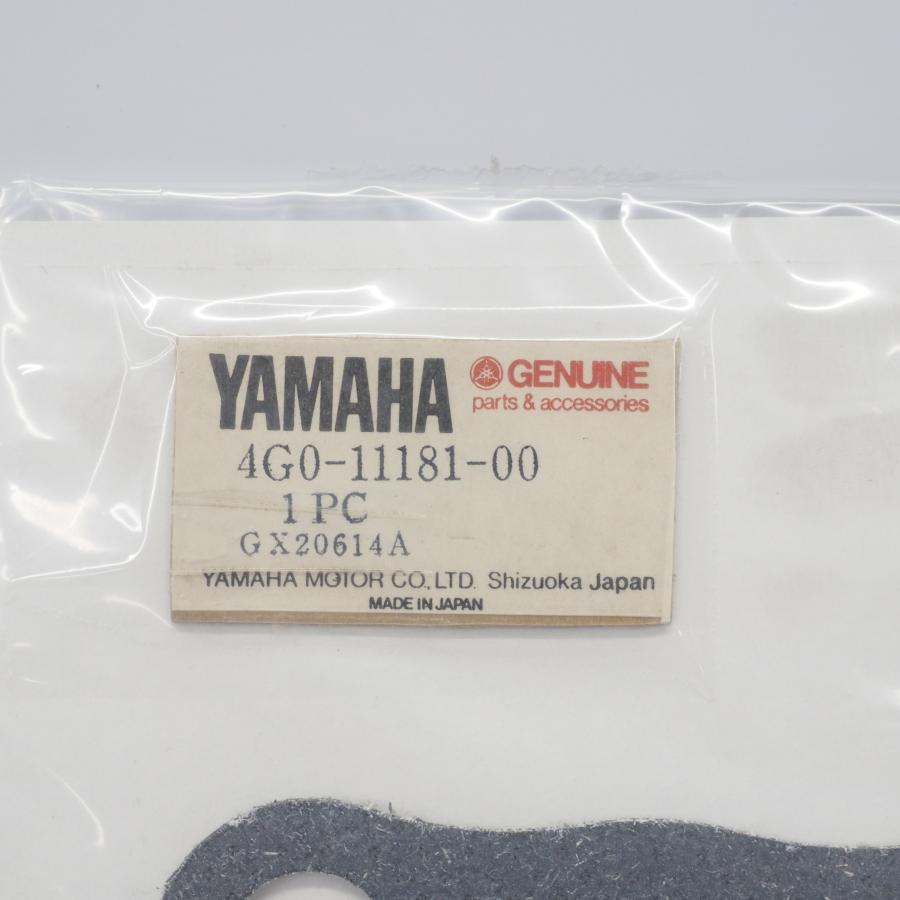 YAMAHA
GENUINE
parts & accessories
4G0-11181-00
1 PC
GX20614A
YAMAHA MOTOR CO., LTD. Shizuoka Japan
MADE IN JAPAN